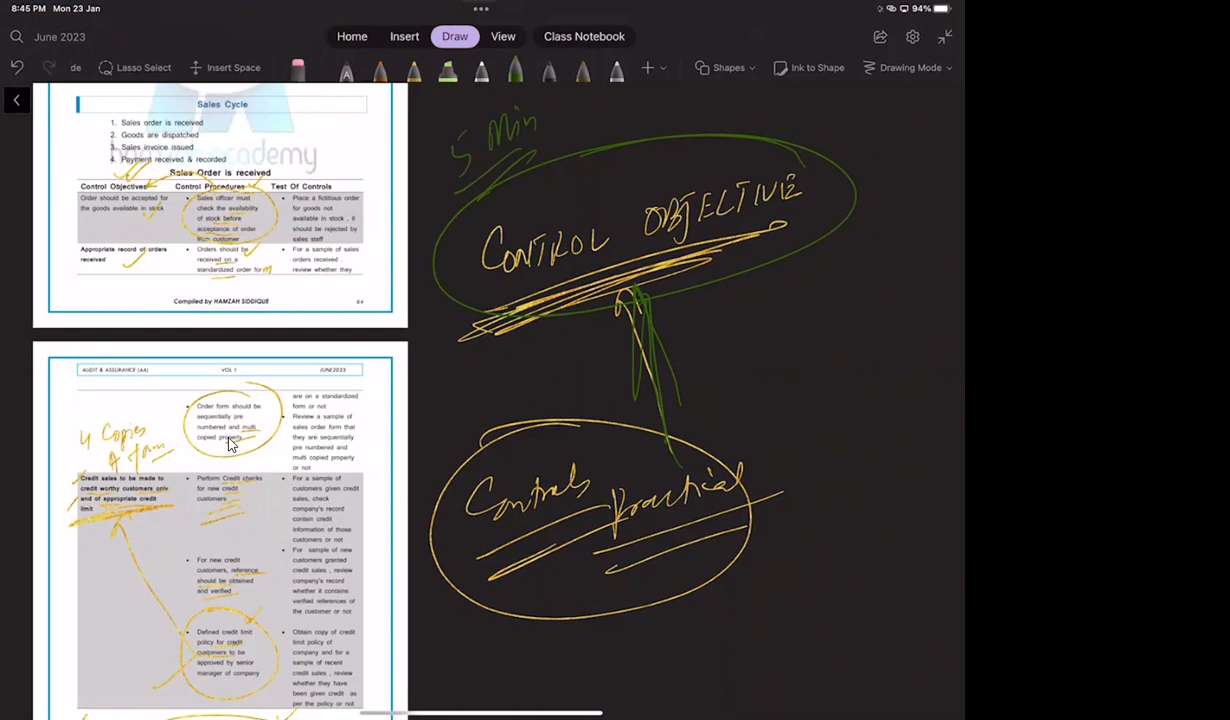 8:45 PM Mon 23 Jan
94%
June 2023
Home Insert Draw View Class Notebook
de Lasso Select Insert Space Shapes Ink to Shape Drawing Mode
Sales Cycle
1. Sales order is received
2. Goods are dispatched
3. Sales invoice issued
4. Payment received & recorded
academy
Sales Order is received
Control Objectives Control Procedures Test Of Controls
Order should be accepted for
the goods available in stock
• Sales officer must
check the availability
of stock before
acceptance of order
from customer
• Place a fictitious order
for goods not
available in stock , it
should be rejected by
sales staff
Appropriate record of orders
received
• Orders should be
received on a
standardized order form
• For a sample of sales
orders received ,
review whether they
Compiled by HAMZAH SIDDIQUE 64
AUDIT & ASSURANCE (AA) VOL 1 JUNE2023
• Order form should be
sequentially pre
numbered and multi
copied properly
are on a standardized
form or not
• Review a sample of
sales order form that
they are sequentially
pre numbered and
multi copied properly
or not
4 Copies
A form
Credit sales to be made to
credit worthy customers only
and of appropriate credit
limit
• Perform Credit checks
for new credit
customers
• For a sample of
customers given credit
sales, check
company's record
contain credit
information of those
customers or not
• For new credit
customers, reference
should be obtained
and verified
• For sample of new
customers granted
credit sales , review
company's record
whether it contains
verified references of
the customer or not
• Defined credit limit
policy for credit
customers to be
approved by senior
manager of company
• Obtain copy of credit
limit policy of
company and for a
sample of recent
credit sales , review
whether they have
been given credit as
per the policy or not
5 Min
CONTROL OBJECTIVE
Controls Practical